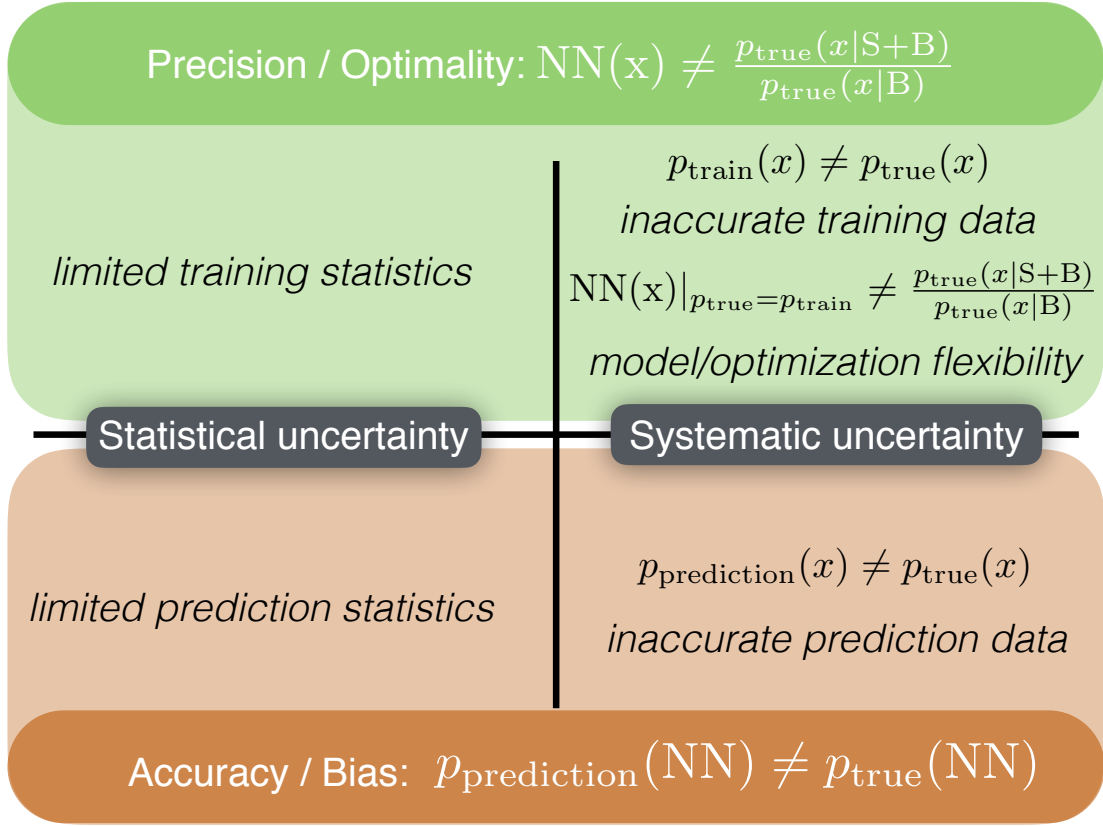 Precision / Optimality: NN(x) ≠ p_true(x|S+B) / p_true(x|B)
p_train(x) ≠ p_true(x)
inaccurate training data
limited training statistics
NN(x)|_{p_true=p_train} ≠ p_true(x|S+B) / p_true(x|B)
model/optimization flexibility
Statistical uncertainty
Systematic uncertainty
p_prediction(x) ≠ p_true(x)
limited prediction statistics
inaccurate prediction data
Accuracy / Bias: p_prediction(NN) ≠ p_true(NN)